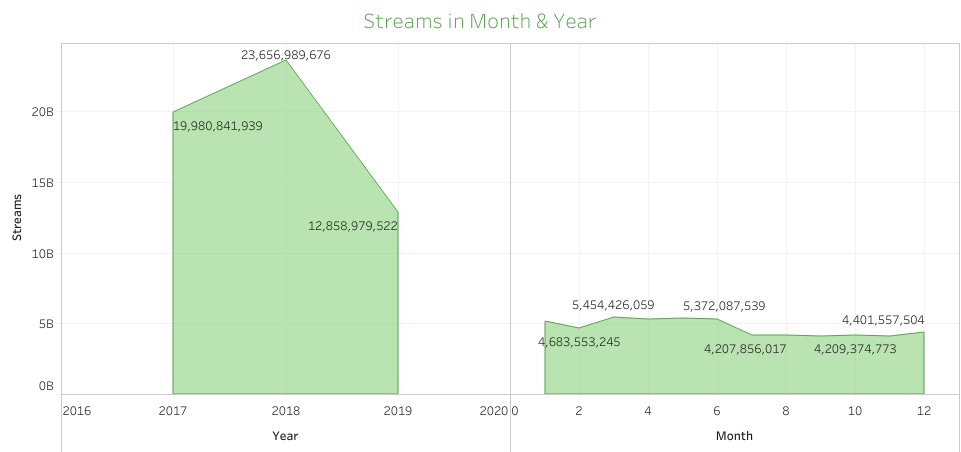 Streams in Month & Year
Streams
20B
15B
10B
5B
0B
19,980,841,939
23,656,989,676
12,858,979,522
4,683,553,245
5,454,426,059
5,372,087,539
4,207,856,017
4,209,374,773
4,401,557,504
2016 2017 2018 2019 2020
0 2 4 6 8 10 12
Year
Month